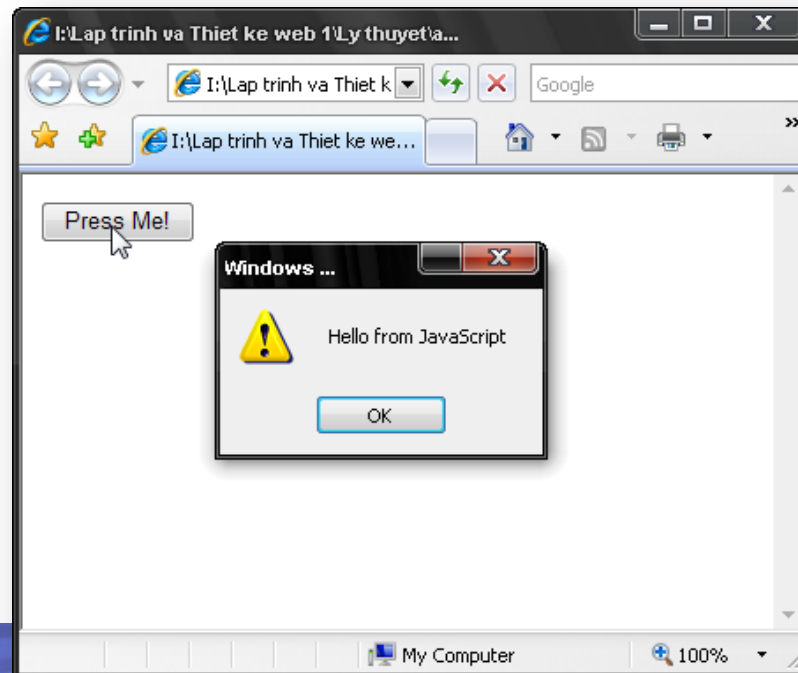 I:\Lap trinh va Thiet ke web 1\Ly thuyet\a...
I:\Lap trinh va Thiet k
Google
I:\Lap trinh va Thiet ke we...
»
Press Me!
Windows ...
Hello from JavaScript
OK
My Computer
100%